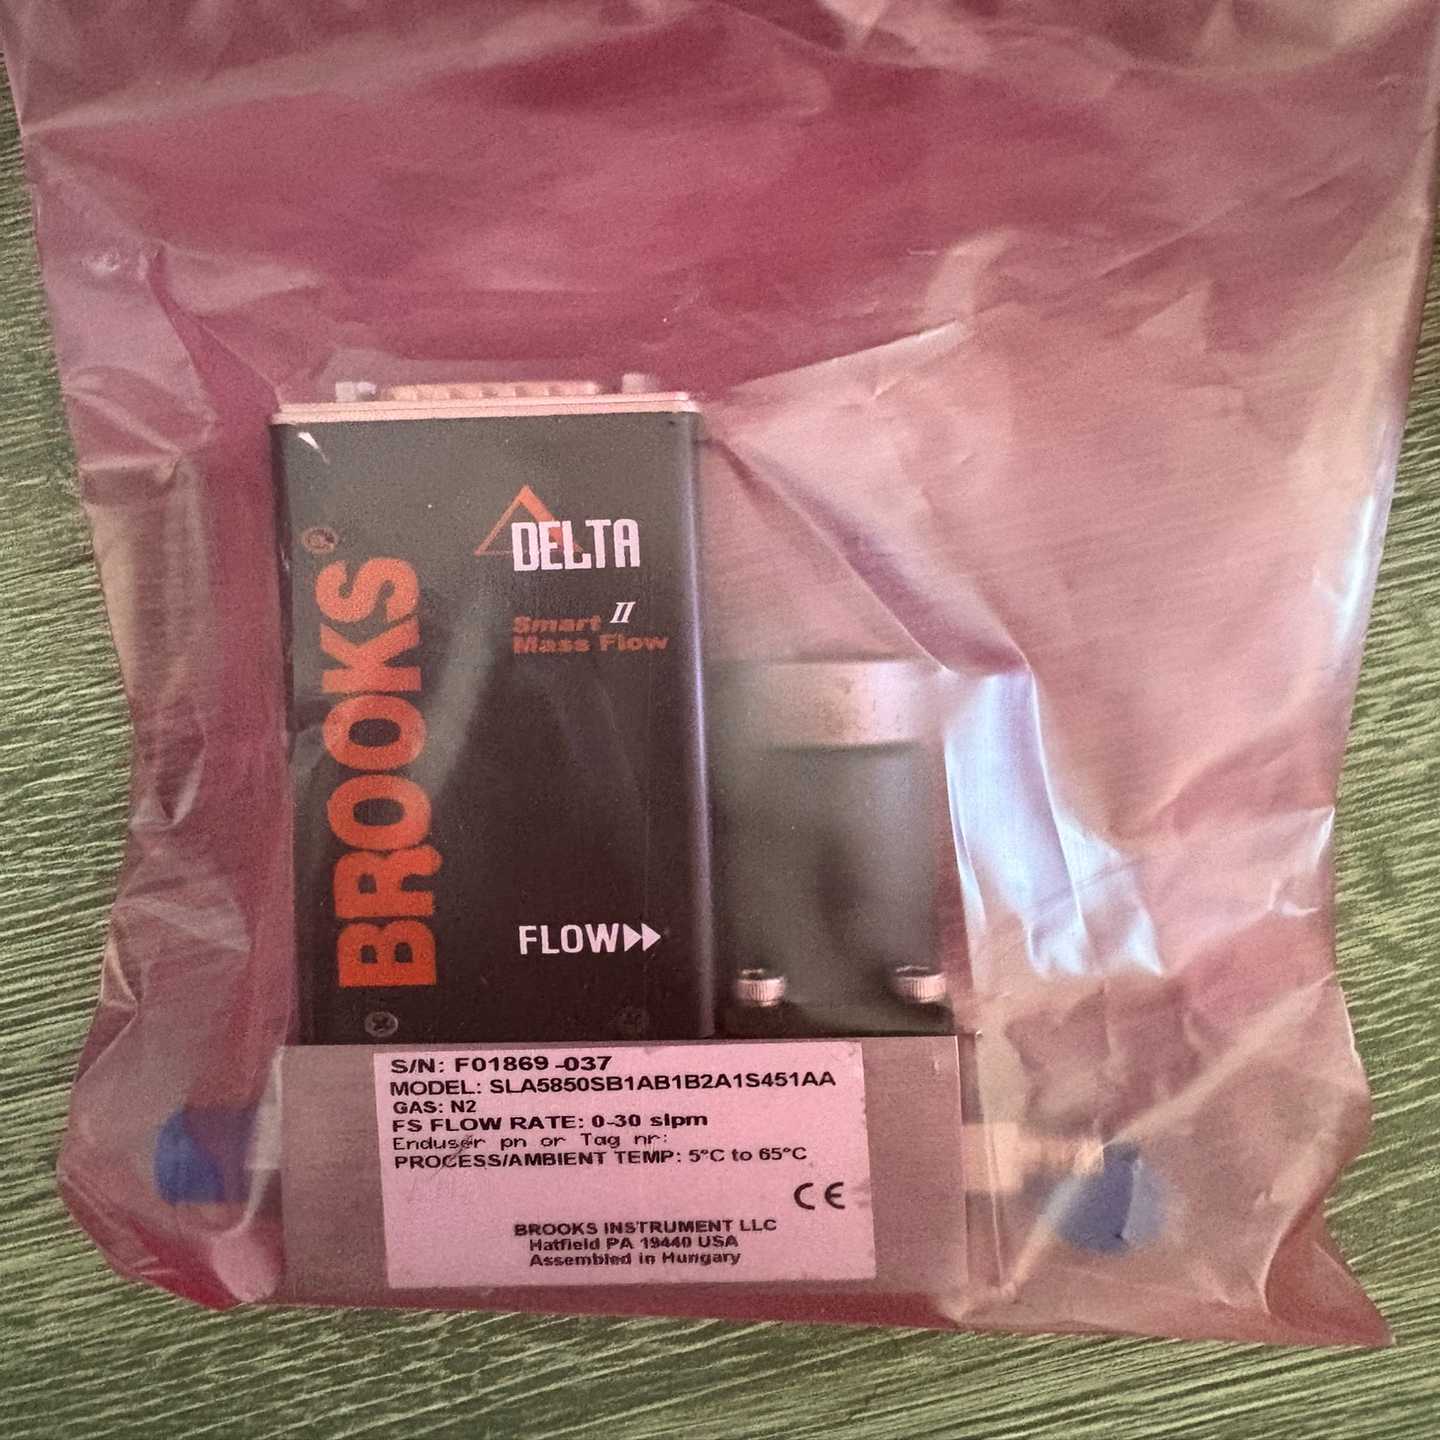 BROOKS
DELTA
Smart II
Mass Flow
FLOW
S/N: F01869-037
MODEL: SLA5850SB1AB1B2A1S451AA
GAS: N2
FS FLOW RATE: 0-30 slpm
Enduser pn or Tag nr:
PROCESS/AMBIENT TEMP: 5°C to 65°C
CE
BROOKS INSTRUMENT LLC
Hatfield PA 19440 USA
Assembled in Hungary